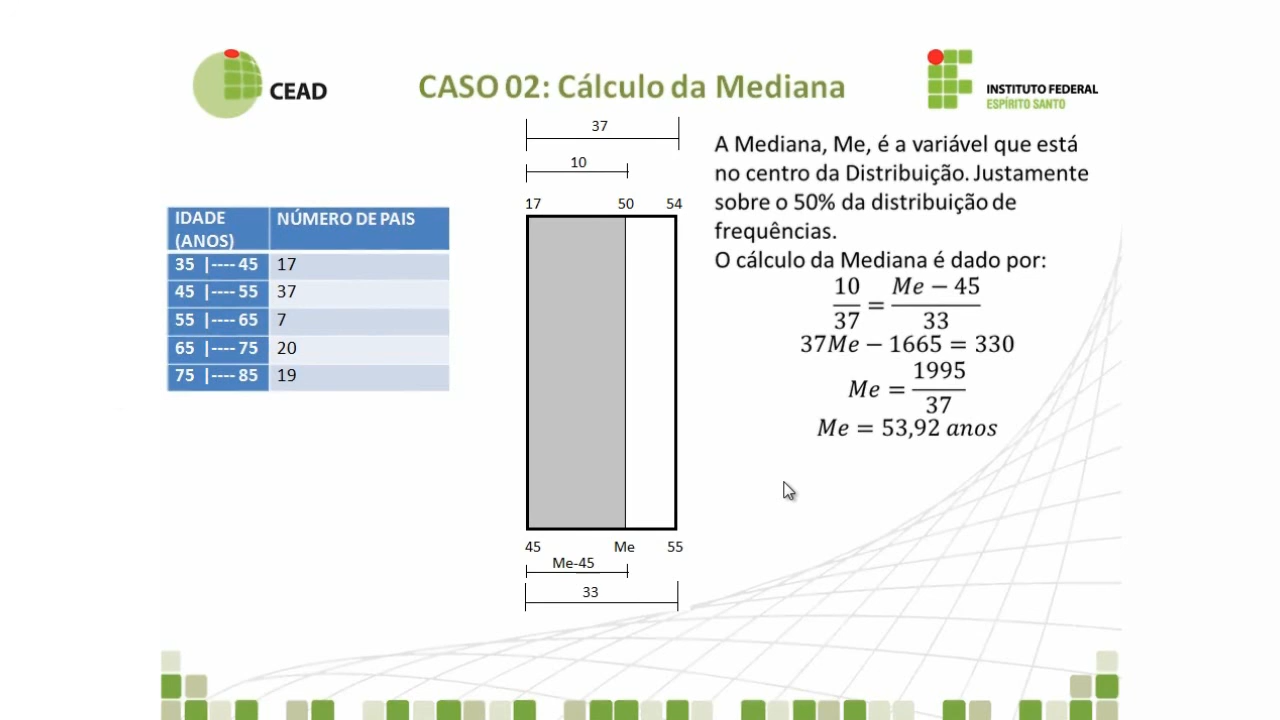 CEAD
CASO 02: Cálculo da Mediana
INSTITUTO FEDERAL
ESPÍRITO SANTO
IDADE
(ANOS)
NÚMERO DE PAIS
35 |---- 45 17
45 |---- 55 37
55 |---- 65 7
65 |---- 75 20
75 |---- 85 19
37
10
17 50 54
45 Me 55
Me-45
33
A Mediana, Me, é a variável que está
no centro da Distribuição. Justamente
sobre o 50% da distribuição de
frequências.
O cálculo da Mediana é dado por:
10/37 = Me − 45/33
37Me − 1665 = 330
Me = 1995/37
Me = 53,92 anos